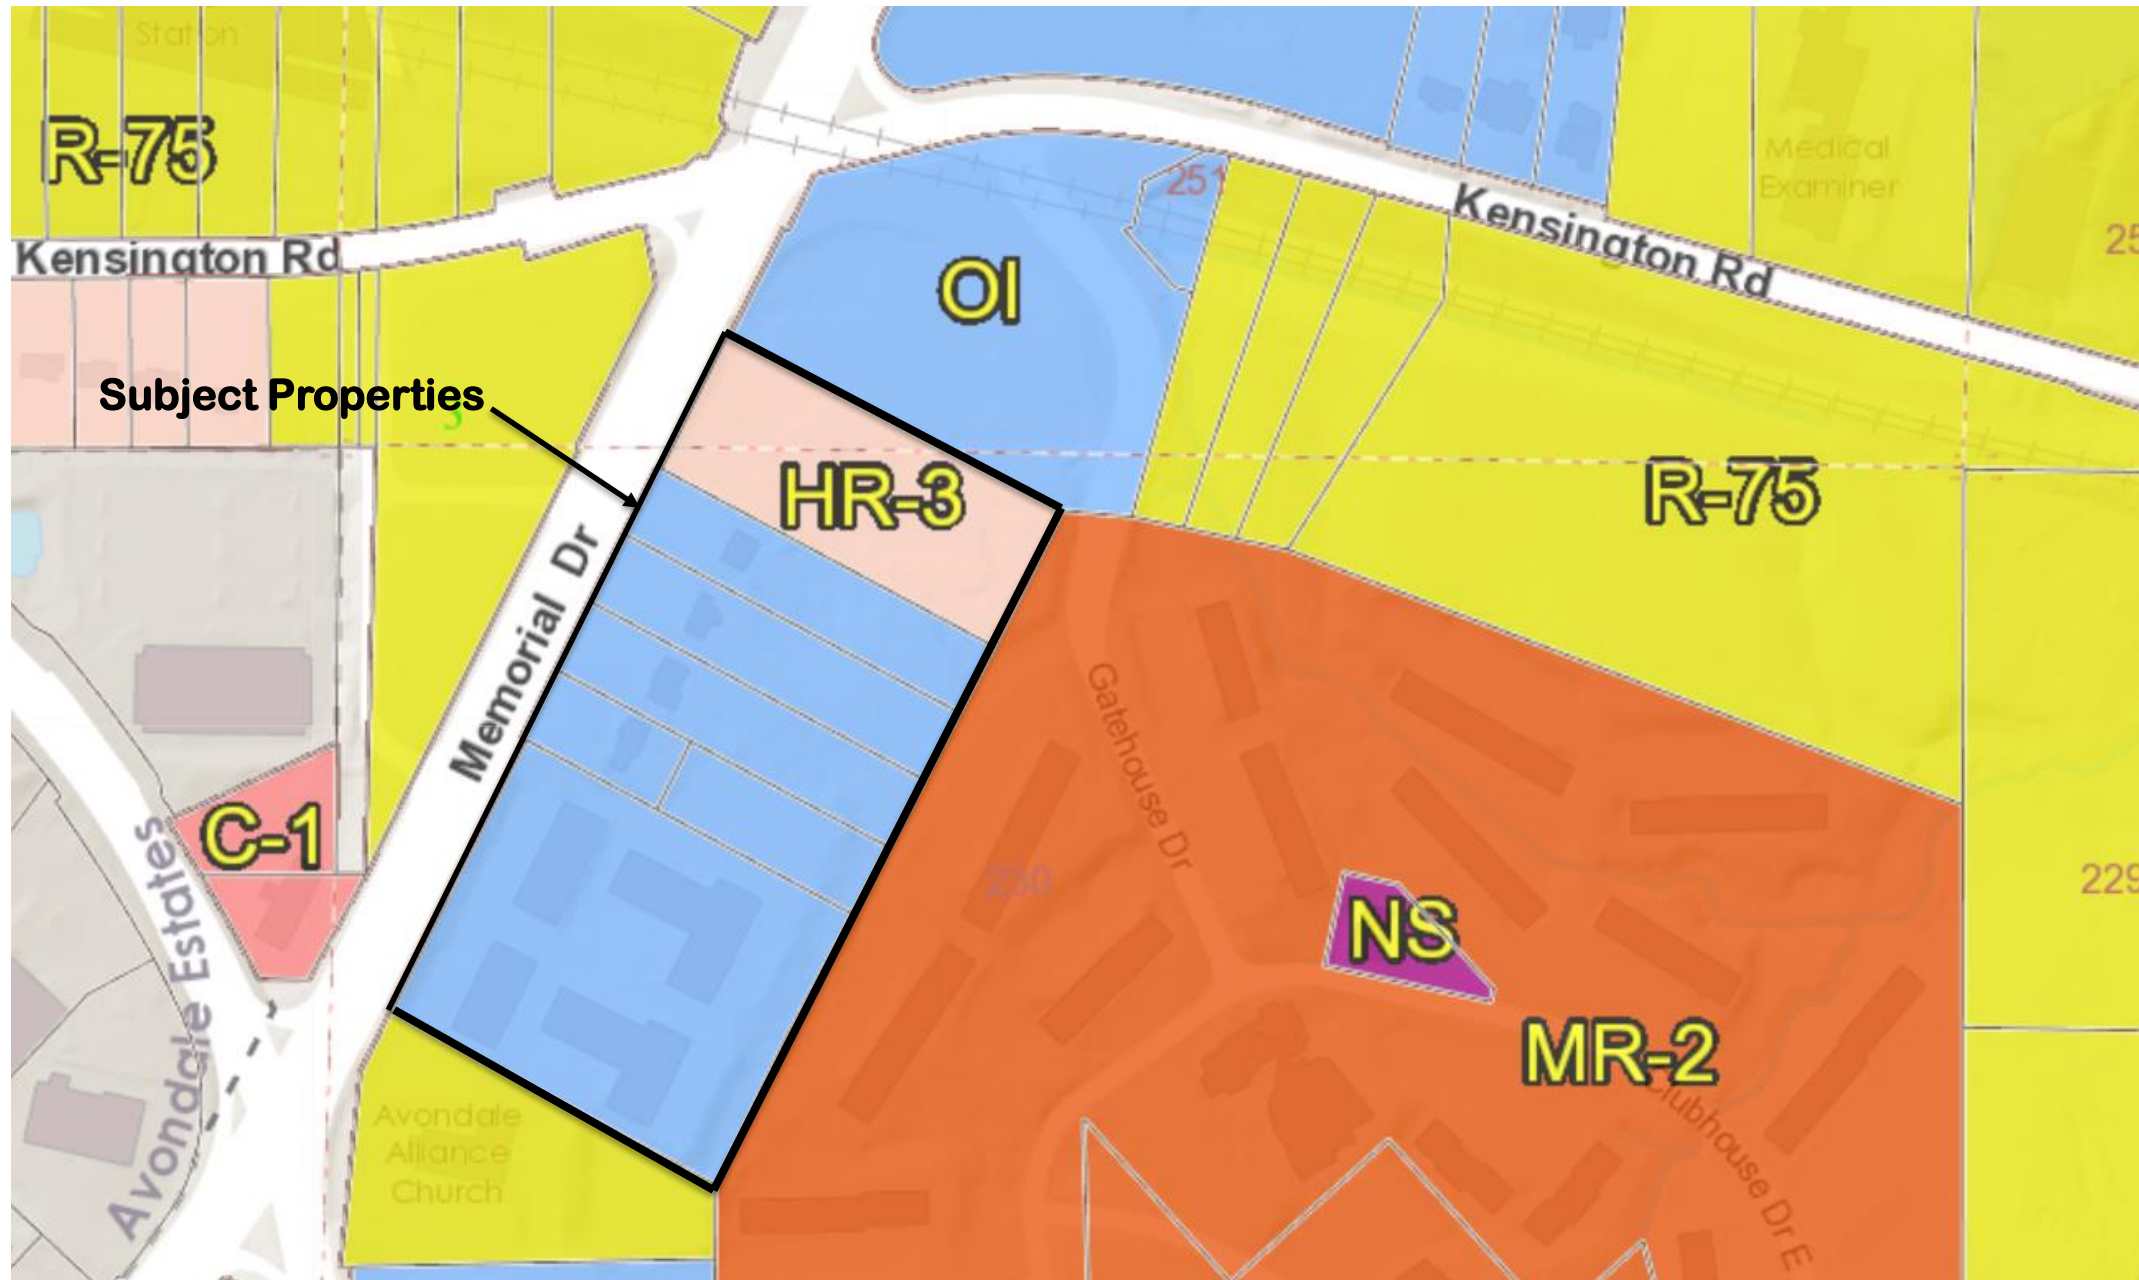 Station
R-75
Medical
Examiner
251
Kensington Rd
Kensington Rd
OI
Subject Properties
3
HR-3
R-75
Memorial Dr
Gatehouse Dr
C-1
230
229
NS
MR-2
Avondale Estates
Avondale
Alliance
Church
Clubhouse Dr E